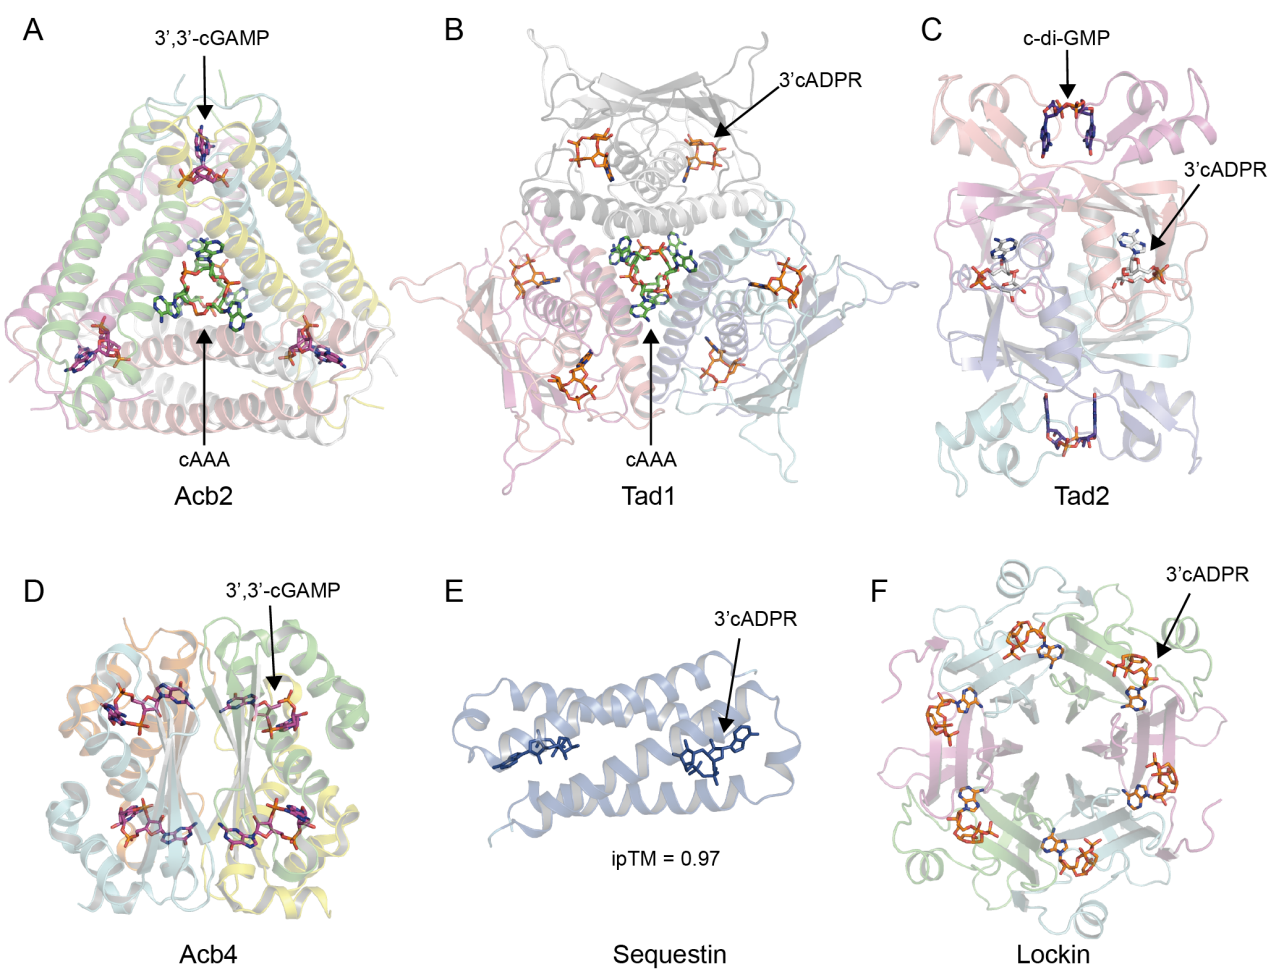 A
3',3'-cGAMP
cAAA
Acb2
B
3'cADPR
cAAA
Tad1
C
c-di-GMP
3'cADPR
Tad2
D
3',3'-cGAMP
Acb4
E
3'cADPR
ipTM = 0.97
Sequestin
F
3'cADPR
Lockin